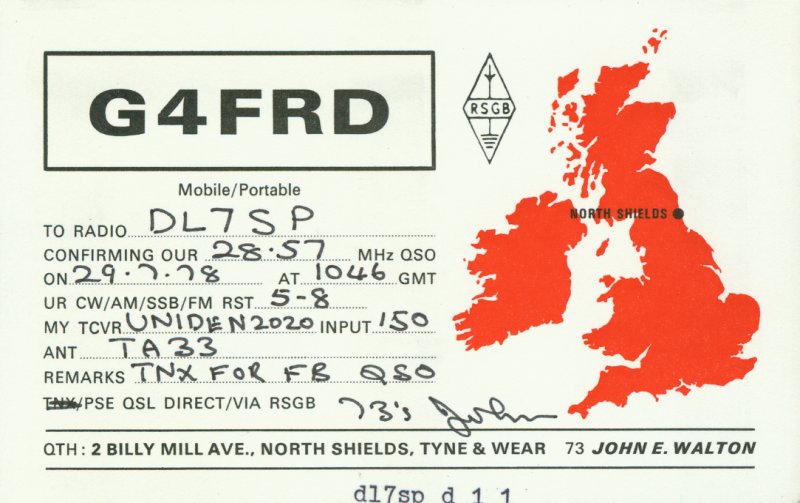 G4FRD
RSGB
Mobile/Portable
TO RADIO DL7SP
NORTH SHIELDS
CONFIRMING OUR 28.57 MHz QSO
ON 29.7.78 AT 1046 GMT
UR CW/AM/SSB/FM RST 5-8
MY TCVR UNIDEN2020 INPUT 150
ANT TA33
REMARKS TNX FOR FB QSO
TNX/PSE QSL DIRECT/VIA RSGB 73's John
QTH: 2 BILLY MILL AVE., NORTH SHIELDS, TYNE & WEAR 73 JOHN E. WALTON
dl7sp d 1 1